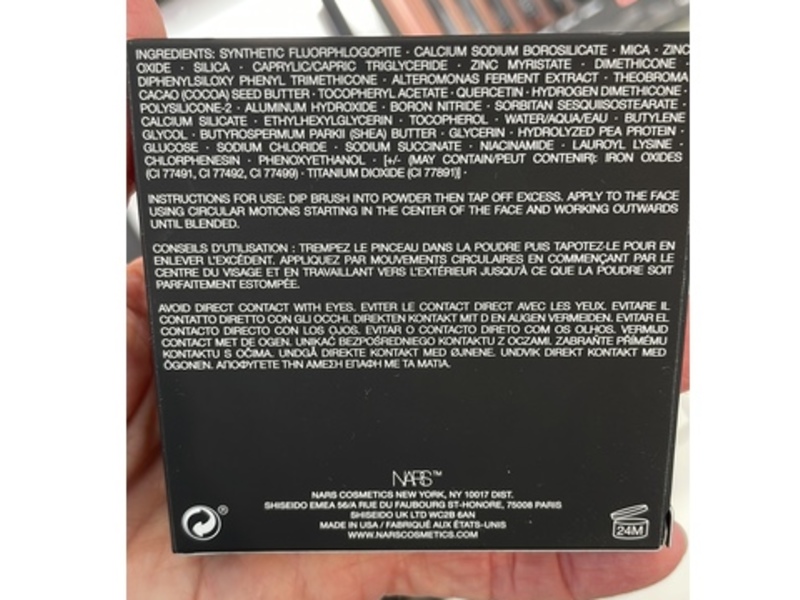 INGREDIENTS: SYNTHETIC FLUORPHLOGOPITE · CALCIUM SODIUM BOROSILICATE · MICA · ZINC
OXIDE · SILICA · CAPRYLIC/CAPRIC TRIGLYCERIDE · ZINC MYRISTATE · DIMETHICONE ·
DIPHENYLSILOXY PHENYL TRIMETHICONE · ALTEROMONAS FERMENT EXTRACT · THEOBROMA
CACAO (COCOA) SEED BUTTER · TOCOPHERYL ACETATE · QUERCETIN · HYDROGEN DIMETHICONE ·
POLYSILICONE-2 · ALUMINUM HYDROXIDE · BORON NITRIDE · SORBITAN SESQUIISOSTEARATE ·
CALCIUM SILICATE · ETHYLHEXYLGLYCERIN · TOCOPHEROL · WATER/AQUA/EAU · BUTYLENE
GLYCOL · BUTYROSPERMUM PARKII (SHEA) BUTTER · GLYCERIN · HYDROLYZED PEA PROTEIN ·
GLUCOSE · SODIUM CHLORIDE · SODIUM SUCCINATE · NIACINAMIDE · LAUROYL LYSINE ·
CHLORPHENESIN · PHENOXYETHANOL · [+/- (MAY CONTAIN/PEUT CONTENIR): IRON OXIDES
(CI 77491, CI 77492, CI 77499) · TITANIUM DIOXIDE (CI 77891)] ·
INSTRUCTIONS FOR USE: DIP BRUSH INTO POWDER THEN TAP OFF EXCESS. APPLY TO THE FACE
USING CIRCULAR MOTIONS STARTING IN THE CENTER OF THE FACE AND WORKING OUTWARDS
UNTIL BLENDED.
CONSEILS D'UTILISATION : TREMPEZ LE PINCEAU DANS LA POUDRE PUIS TAPOTEZ-LE POUR EN
ENLEVER L'EXCÉDENT. APPLIQUEZ PAR MOUVEMENTS CIRCULAIRES EN COMMENÇANT PAR LE
CENTRE DU VISAGE ET EN TRAVAILLANT VERS L'EXTÉRIEUR JUSQU'À CE QUE LA POUDRE SOIT
PARFAITEMENT ESTOMPÉE.
AVOID DIRECT CONTACT WITH EYES. EVITER LE CONTACT DIRECT AVEC LES YEUX. EVITARE IL
CONTATTO DIRETTO CON GLI OCCHI. DIREKTEN KONTAKT MIT D EN AUGEN VERMEIDEN. EVITAR EL
CONTACTO DIRECTO CON LOS OJOS. EVITAR O CONTACTO DIRETO COM OS OLHOS. VERMIJD
CONTACT MET DE OGEN. UNIKAĆ BEZPOŚREDNIEGO KONTAKTU Z OCZAMI. ZABRAŇTE PŘÍMÉMU
KONTAKTU S OČIMA. UNDGÅ DIREKTE KONTAKT MED ØJNENE. UNDVIK DIREKT KONTAKT MED
ÖGONEN. ΑΠΟΦΥΓΕΤΕ ΤΗΝ ΑΜΕΣΗ ΕΠΑΦΗ ΜΕ ΤΑ ΜΑΤΙΑ.
NARS™
NARS COSMETICS NEW YORK, NY 10017 DIST.
SHISEIDO EMEA 56/A RUE DU FAUBOURG ST-HONORE, 75008 PARIS
SHISEIDO UK LTD WC2B 6AN
MADE IN USA / FABRIQUÉ AUX ÉTATS-UNIS
WWW.NARSCOSMETICS.COM
®
24M